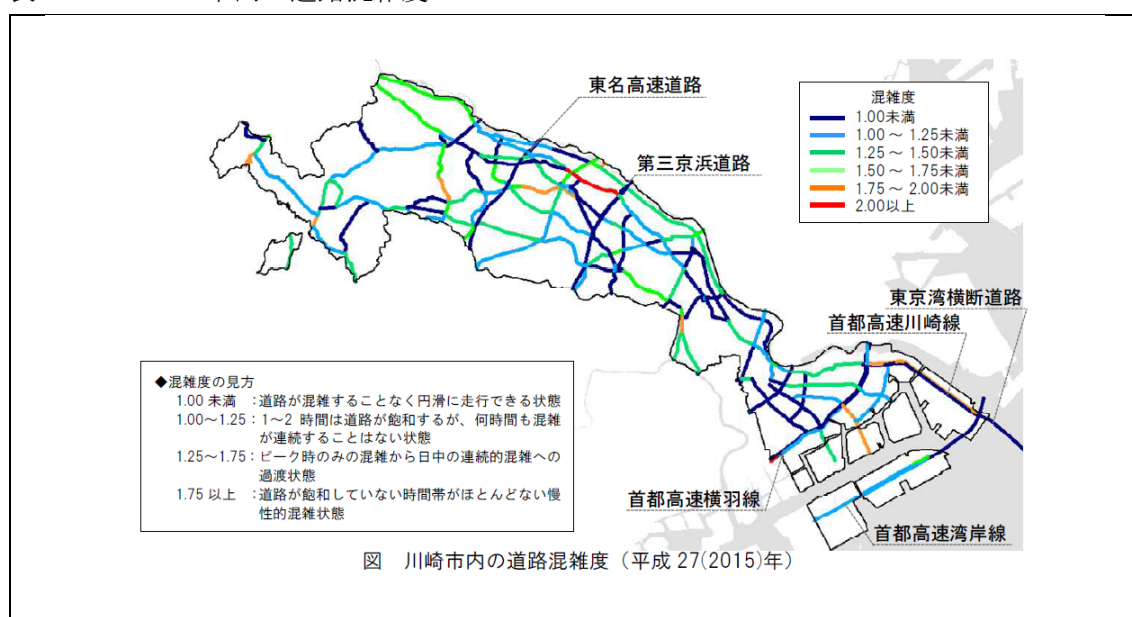 東名高速道路
混雑度
1.00未満
1.00 ～ 1.25未満
1.25 ～ 1.50未満
1.50 ～ 1.75未満
1.75 ～ 2.00未満
2.00以上
第三京浜道路
東京湾横断道路
首都高速川崎線
◆混雑度の見方
1.00 未満 ：道路が混雑することなく円滑に走行できる状態
1.00～1.25：1～2 時間は道路が飽和するが、何時間も混雑
が連続することはない状態
1.25～1.75：ピーク時のみの混雑から日中の連続的混雑への
過渡状態
1.75 以上 ：道路が飽和していない時間帯がほとんどない慢
性的混雑状態
首都高速横羽線
首都高速湾岸線
図 川崎市内の道路混雑度（平成 27(2015)年）